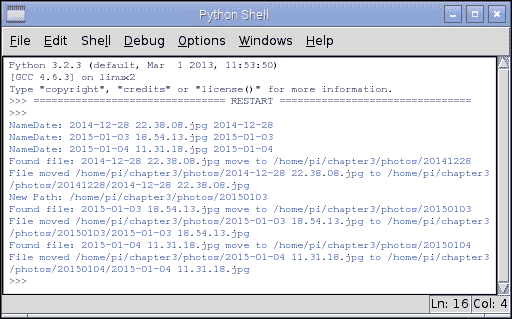 Python Shell
File Edit Shell Debug Options Windows Help
Python 3.2.3 (default, Mar  1 2013, 11:53:50)
[GCC 4.6.3] on linux2
Type "copyright", "credits" or "license()" for more information.
>>> ================================ RESTART ================================
>>>
NameDate: 2014-12-28 22.38.08.jpg 2014-12-28
NameDate: 2015-01-03 18.54.13.jpg 2015-01-03
NameDate: 2015-01-04 11.31.18.jpg 2015-01-04
Found file: 2014-12-28 22.38.08.jpg move to /home/pi/chapter3/photos/20141228
File moved /home/pi/chapter3/photos/2014-12-28 22.38.08.jpg to /home/pi/chapter3
/photos/20141228/2014-12-28 22.38.08.jpg
New Path: /home/pi/chapter3/photos/20150103
Found file: 2015-01-03 18.54.13.jpg move to /home/pi/chapter3/photos/20150103
File moved /home/pi/chapter3/photos/2015-01-03 18.54.13.jpg to /home/pi/chapter3
/photos/20150103/2015-01-03 18.54.13.jpg
Found file: 2015-01-04 11.31.18.jpg move to /home/pi/chapter3/photos/20150104
File moved /home/pi/chapter3/photos/2015-01-04 11.31.18.jpg to /home/pi/chapter3
/photos/20150104/2015-01-04 11.31.18.jpg
>>>
Ln: 16 Col: 4